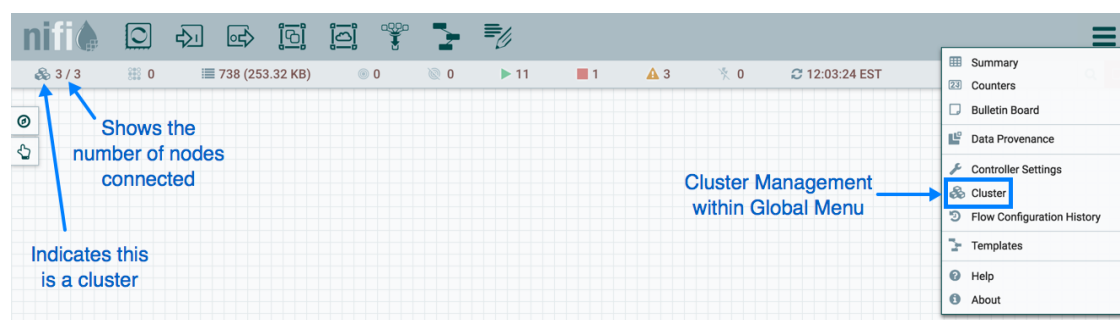 nifi
3 / 3 0 738 (253.32 KB) 0 0 11 1 3 0 12:03:24 EST
Summary
Counters
Bulletin Board
Data Provenance
Controller Settings
Cluster
Flow Configuration History
Templates
Help
About
Shows the
number of nodes
connected
Indicates this
is a cluster
Cluster Management
within Global Menu